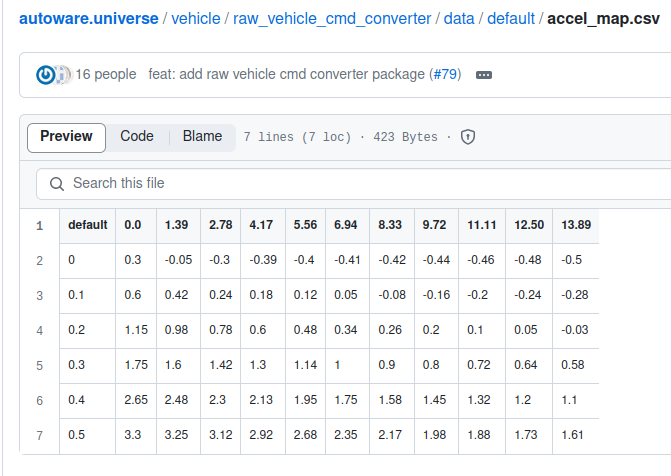 autoware.universe / vehicle / raw_vehicle_cmd_converter / data / default / accel_map.csv
16 people feat: add raw vehicle cmd converter package (#79)
Preview Code Blame 7 lines (7 loc) · 423 Bytes ·
Search this file
1 default 0.0 1.39 2.78 4.17 5.56 6.94 8.33 9.72 11.11 12.50 13.89
2 0 0.3 -0.05 -0.3 -0.39 -0.4 -0.41 -0.42 -0.44 -0.46 -0.48 -0.5
3 0.1 0.6 0.42 0.24 0.18 0.12 0.05 -0.08 -0.16 -0.2 -0.24 -0.28
4 0.2 1.15 0.98 0.78 0.6 0.48 0.34 0.26 0.2 0.1 0.05 -0.03
5 0.3 1.75 1.6 1.42 1.3 1.14 1 0.9 0.8 0.72 0.64 0.58
6 0.4 2.65 2.48 2.3 2.13 1.95 1.75 1.58 1.45 1.32 1.2 1.1
7 0.5 3.3 3.25 3.12 2.92 2.68 2.35 2.17 1.98 1.88 1.73 1.61